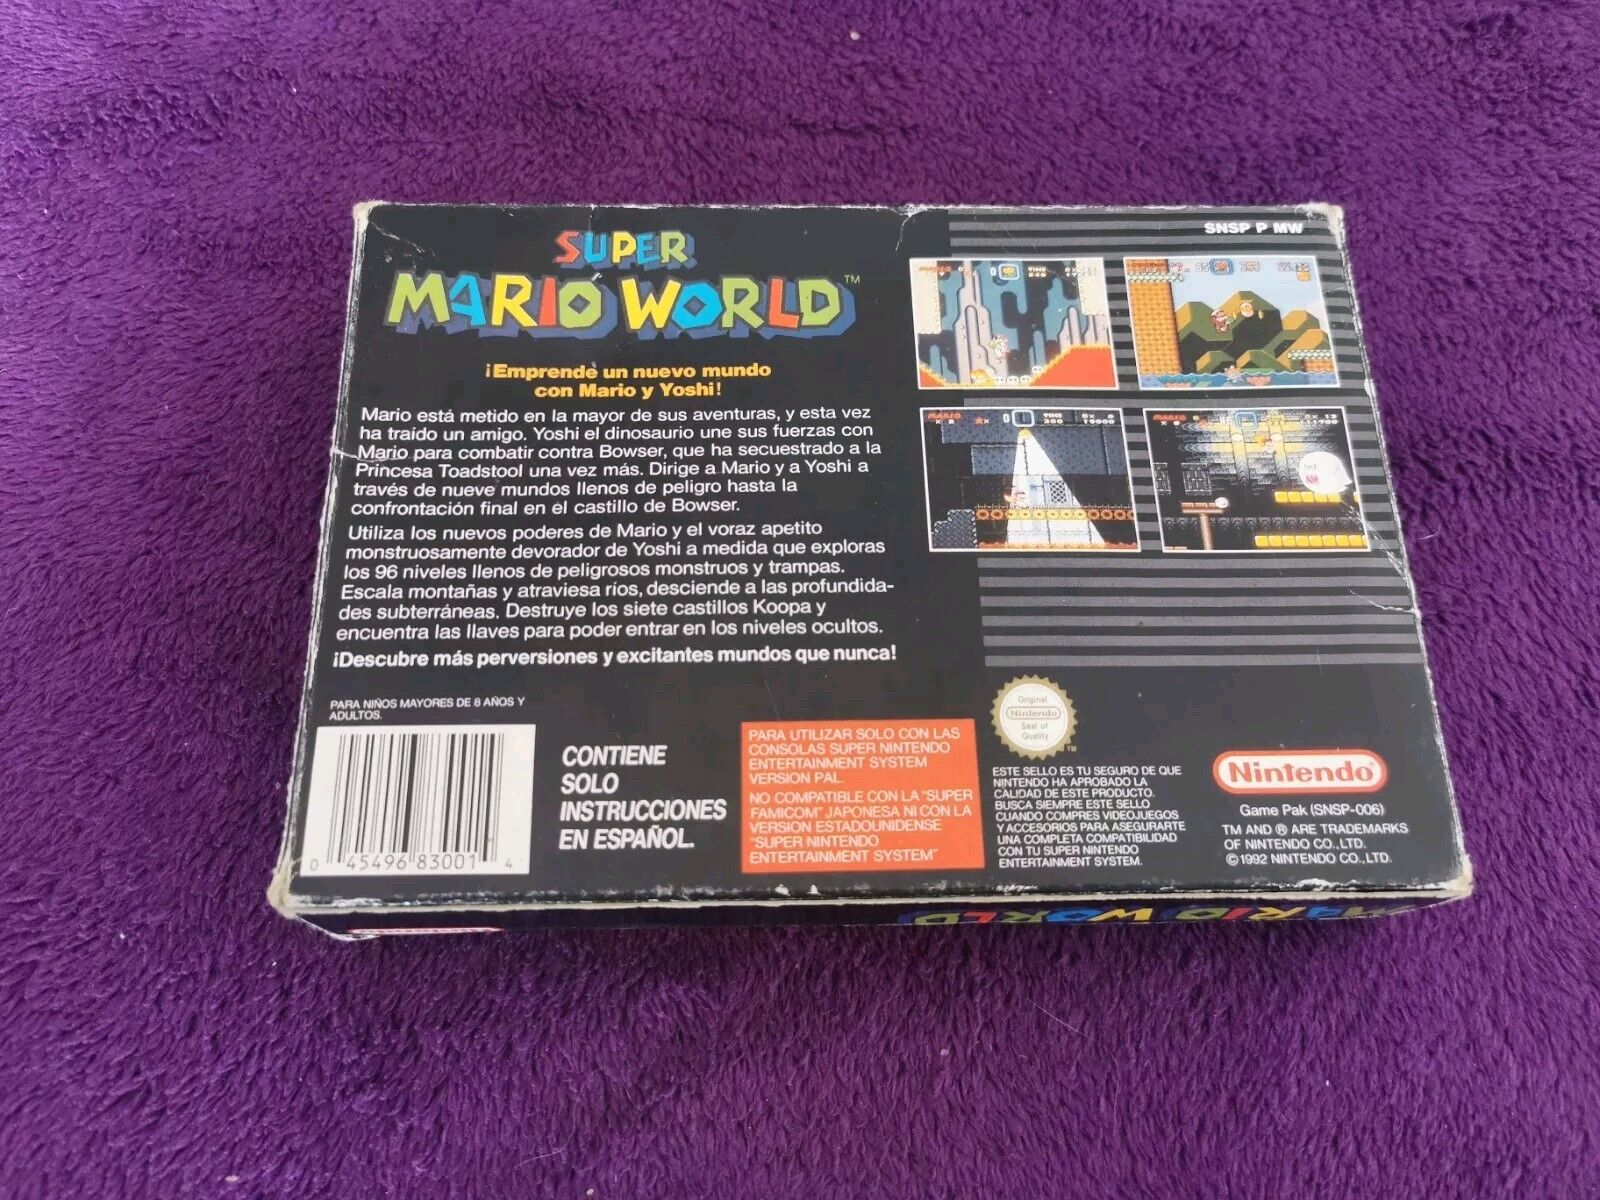 SNSP P MW
SUPER
MARIO WORLD™
¡Emprende un nuevo mundo
con Mario y Yoshi!
Mario está metido en la mayor de sus aventuras, y esta vez
ha traído un amigo. Yoshi el dinosaurio une sus fuerzas con
Mario para combatir contra Bowser, que ha secuestrado a la
Princesa Toadstool una vez más. Dirige a Mario y a Yoshi a
través de nueve mundos llenos de peligro hasta la
confrontación final en el castillo de Bowser.
Utiliza los nuevos poderes de Mario y el voraz apetito
monstruosamente devorador de Yoshi a medida que exploras
los 96 niveles llenos de peligrosos monstruos y trampas.
Escala montañas y atraviesa ríos, desciende a las profundida-
des subterráneas. Destruye los siete castillos Koopa y
encuentra las llaves para poder entrar en los niveles ocultos.
¡Descubre más perversiones y excitantes mundos que nunca!
PARA NIÑOS MAYORES DE 8 AÑOS Y
ADULTOS.
0 45496 83001 4
CONTIENE
SOLO
INSTRUCCIONES
EN ESPAÑOL.
PARA UTILIZAR SOLO CON LAS
CONSOLAS SUPER NINTENDO
ENTERTAINMENT SYSTEM
VERSION PAL.
NO COMPATIBLE CON LA "SUPER
FAMICOM" JAPONESA NI CON LA
VERSION ESTADOUNIDENSE
"SUPER NINTENDO
ENTERTAINMENT SYSTEM"
Original
Nintendo
Seal of
Quality
TM
ESTE SELLO ES TU SEGURO DE QUE
NINTENDO HA APROBADO LA
CALIDAD DE ESTE PRODUCTO.
BUSCA SIEMPRE ESTE SELLO
CUANDO COMPRES VIDEOJUEGOS
Y ACCESORIOS PARA ASEGURARTE
UNA COMPLETA COMPATIBILIDAD
CON TU SUPER NINTENDO
ENTERTAINMENT SYSTEM.
Nintendo®
Game Pak (SNSP-006)
TM AND ® ARE TRADEMARKS
OF NINTENDO CO., LTD.
© 1992 NINTENDO CO., LTD.
MARIO WORLD